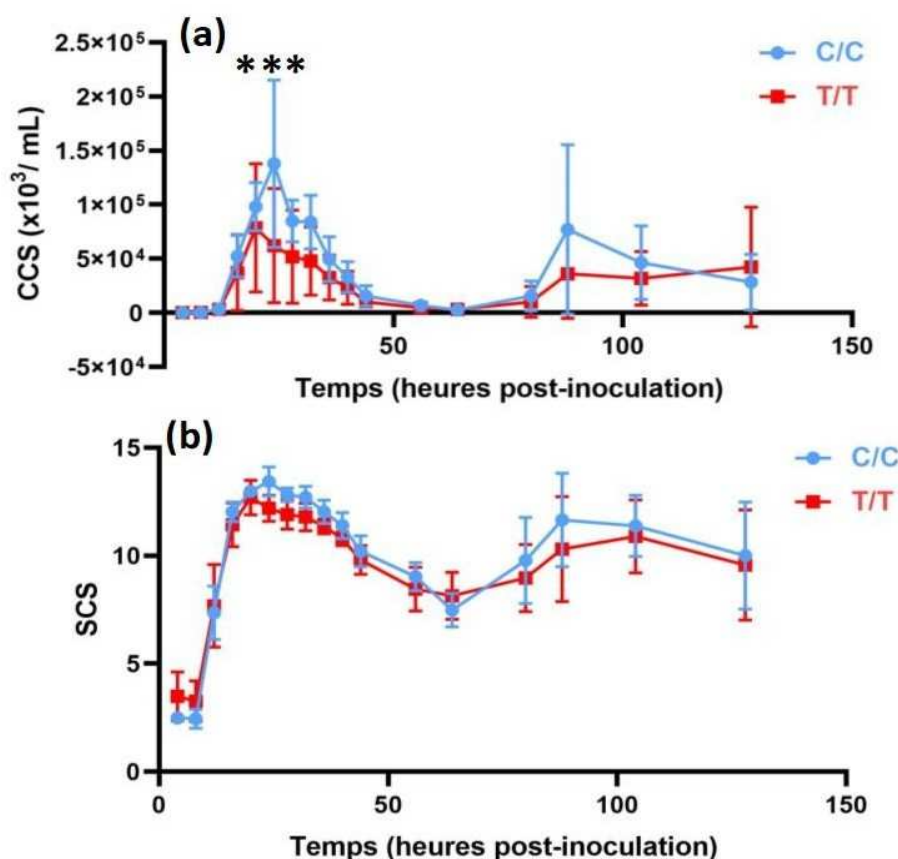 (a)
***
C/C
T/T
2.5×10⁵
2×10⁵
1.5×10⁵
1×10⁵
5×10⁴
0
-5×10⁴
CCS (x10³/ mL)
50
100
150
Temps (heures post-inoculation)
(b)
C/C
T/T
15
10
5
0
SCS
0
50
100
150
Temps (heures post-inoculation)